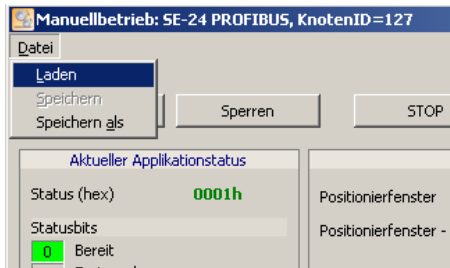 Manuellbetrieb: SE-24 PROFIBUS, KnotenID=127
Datei
Laden
Speichern
Speichern als
Sperren
STOP
Aktueller Applikationstatus
Status (hex) 0001h
Statusbits
0 Bereit
Positionierfenster
Positionierfenster -